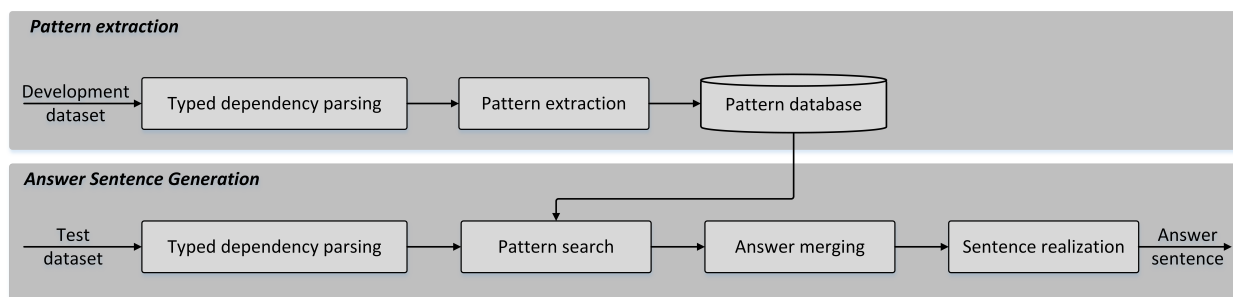 Pattern extraction
Development
dataset
Typed dependency parsing
Pattern extraction
Pattern database
Answer Sentence Generation
Test
dataset
Typed dependency parsing
Pattern search
Answer merging
Sentence realization
Answer
sentence